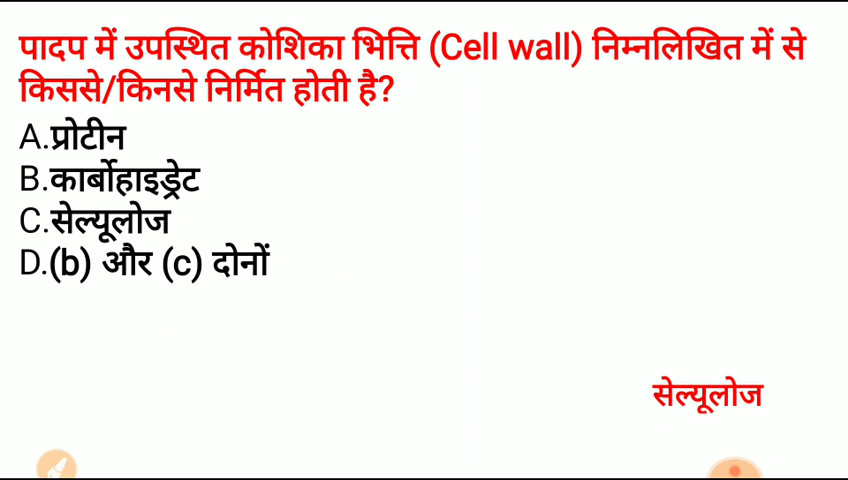 पादप में उपस्थित कोशिका भित्ति (Cell wall) निम्नलिखित में से
किससे/किनसे निर्मित होती है?
A.प्रोटीन
B.कार्बोहाइड्रेट
C.सेल्यूलोज
D.(b) और (c) दोनों
सेल्यूलोज